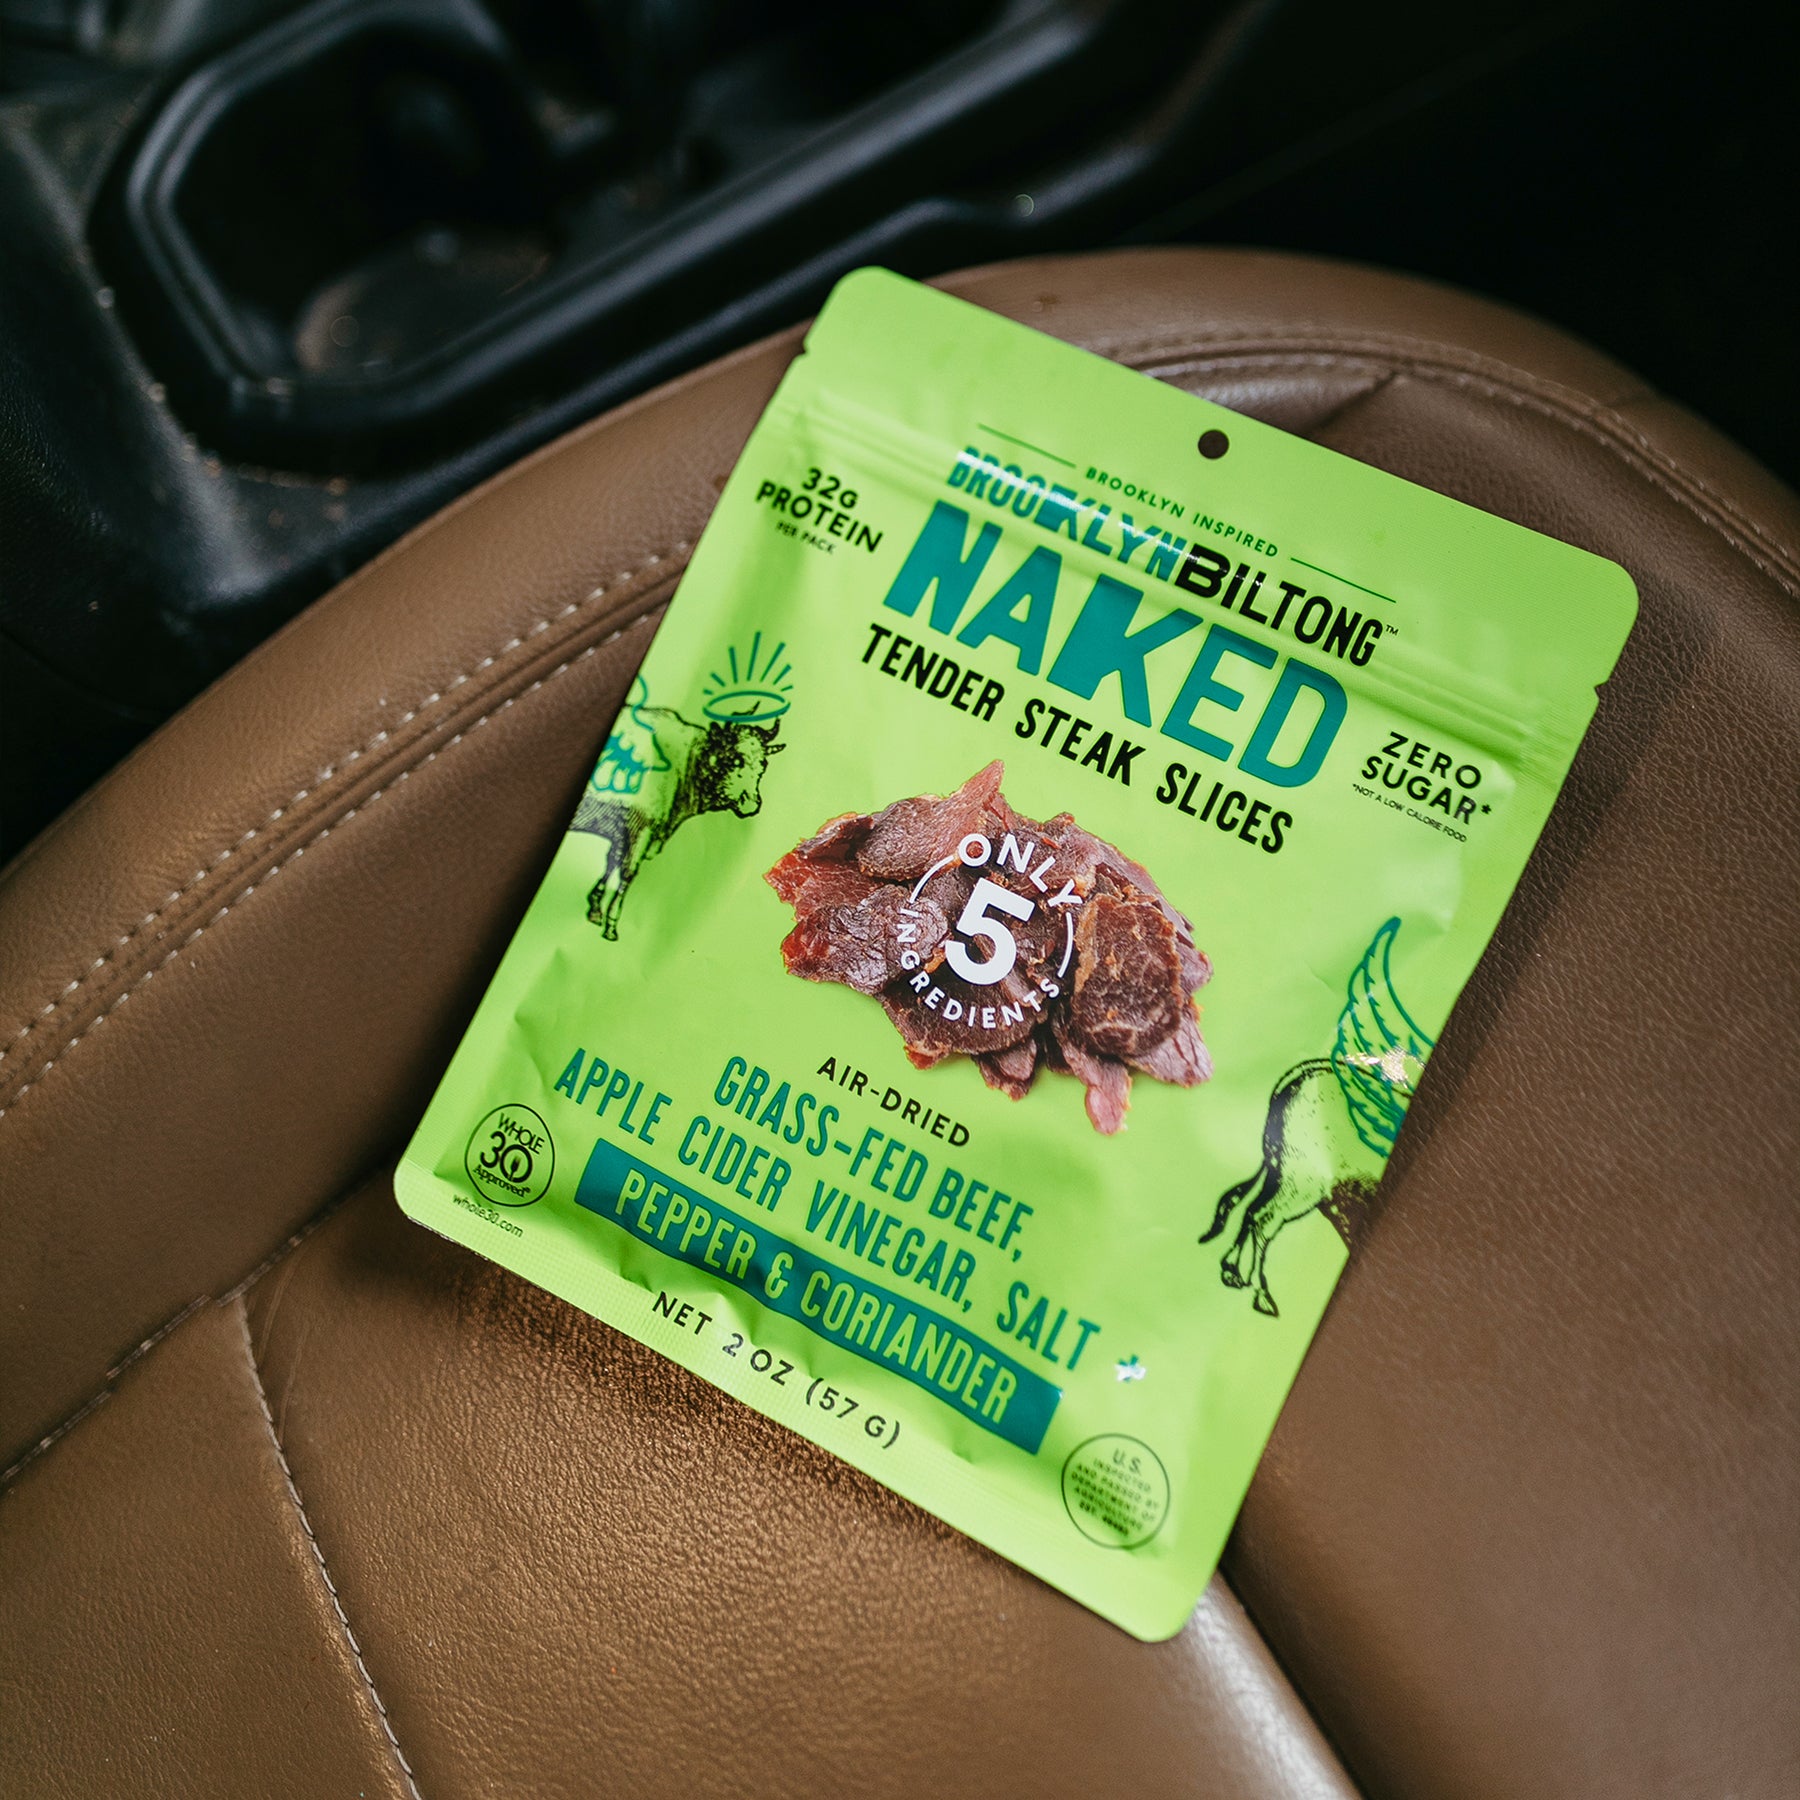 BROOKLYN INSPIRED
BROOKLYNBILTONG™
NAKED
TENDER STEAK SLICES
32G
PROTEIN
PER PACK
ZERO
SUGAR*
*NOT A LOW CALORIE FOOD
ONLY
5
INGREDIENTS
AIR-DRIED
GRASS-FED BEEF,
APPLE CIDER VINEGAR, SALT +
PEPPER & CORIANDER
WHOLE
30
Approved®
whole30.com
NET 2 OZ (57 G)
U.S.
INSPECTED
AND PASSED BY
DEPARTMENT OF
AGRICULTURE